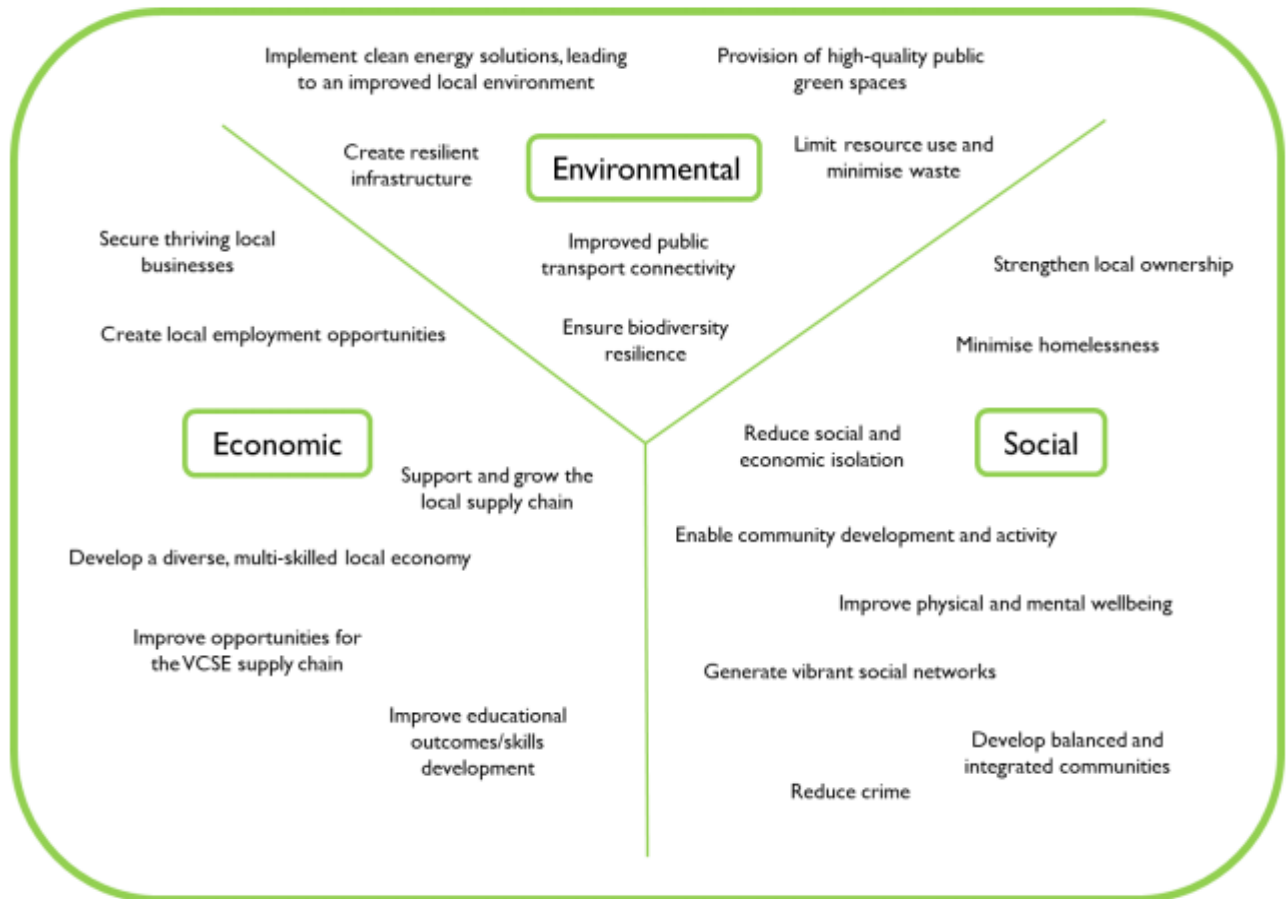 Implement clean energy solutions, leading
to an improved local environment
Provision of high-quality public
green spaces
Create resilient
infrastructure
Environmental
Limit resource use and
minimise waste
Improved public
transport connectivity
Ensure biodiversity
resilience
Secure thriving local
businesses
Create local employment opportunities
Economic
Support and grow the
local supply chain
Develop a diverse, multi-skilled local economy
Improve opportunities for
the VCSE supply chain
Improve educational
outcomes/skills
development
Strengthen local ownership
Minimise homelessness
Reduce social and
economic isolation
Social
Enable community development and activity
Improve physical and mental wellbeing
Generate vibrant social networks
Develop balanced and
integrated communities
Reduce crime